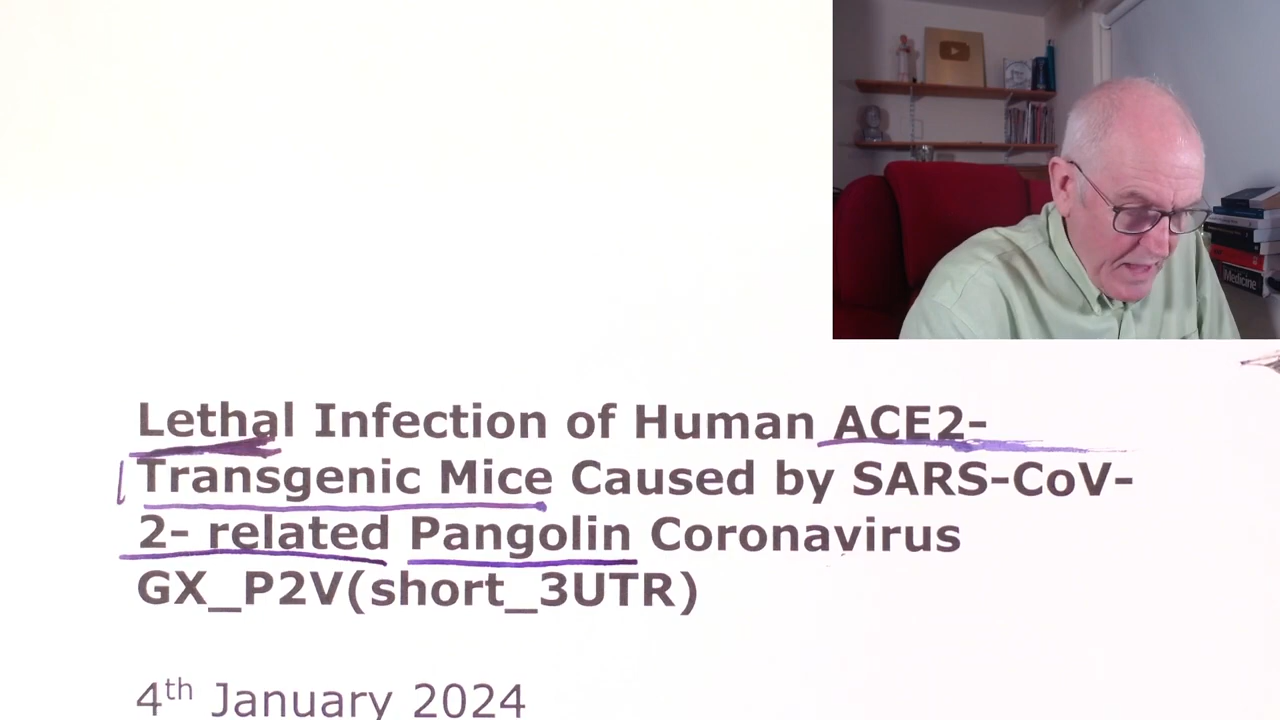 iMedicine
Lethal Infection of Human ACE2-
Transgenic Mice Caused by SARS-CoV-
2- related Pangolin Coronavirus
GX_P2V(short_3UTR)
4th January 2024